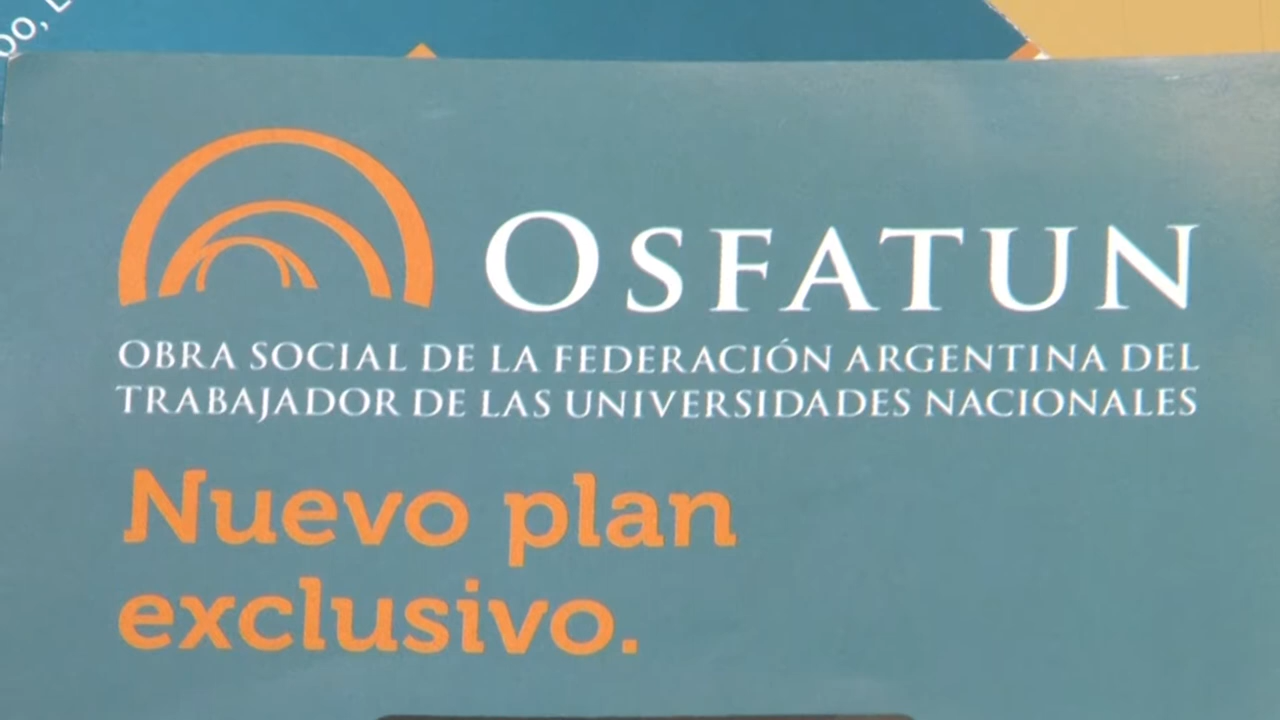 OSFATUN
OBRA SOCIAL DE LA FEDERACIÓN ARGENTINA DEL
TRABAJADOR DE LAS UNIVERSIDADES NACIONALES
Nuevo plan
exclusivo.